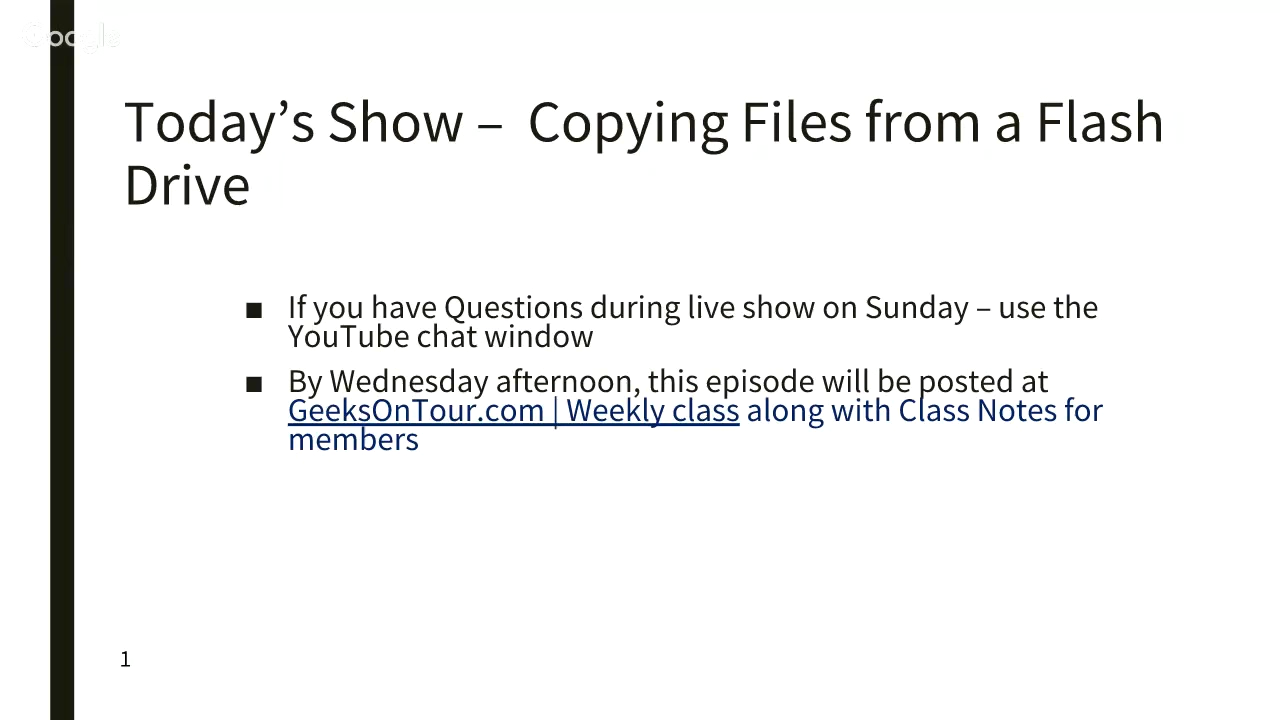 Google
Today’s Show –  Copying Files from a Flash
Drive
■ If you have Questions during live show on Sunday – use the
YouTube chat window
■ By Wednesday afternoon, this episode will be posted at
GeeksOnTour.com | Weekly class along with Class Notes for
members
1